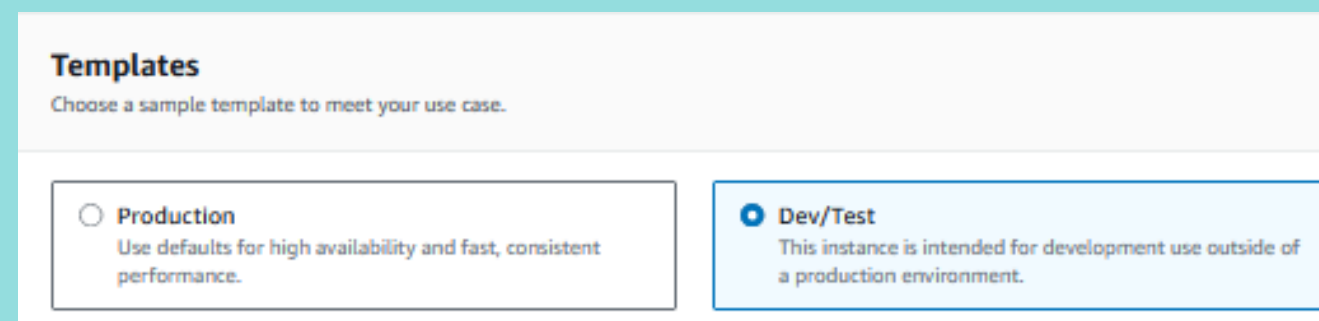 Templates
Choose a sample template to meet your use case.
Production
Use defaults for high availability and fast, consistent
performance.
Dev/Test
This instance is intended for development use outside of
a production environment.